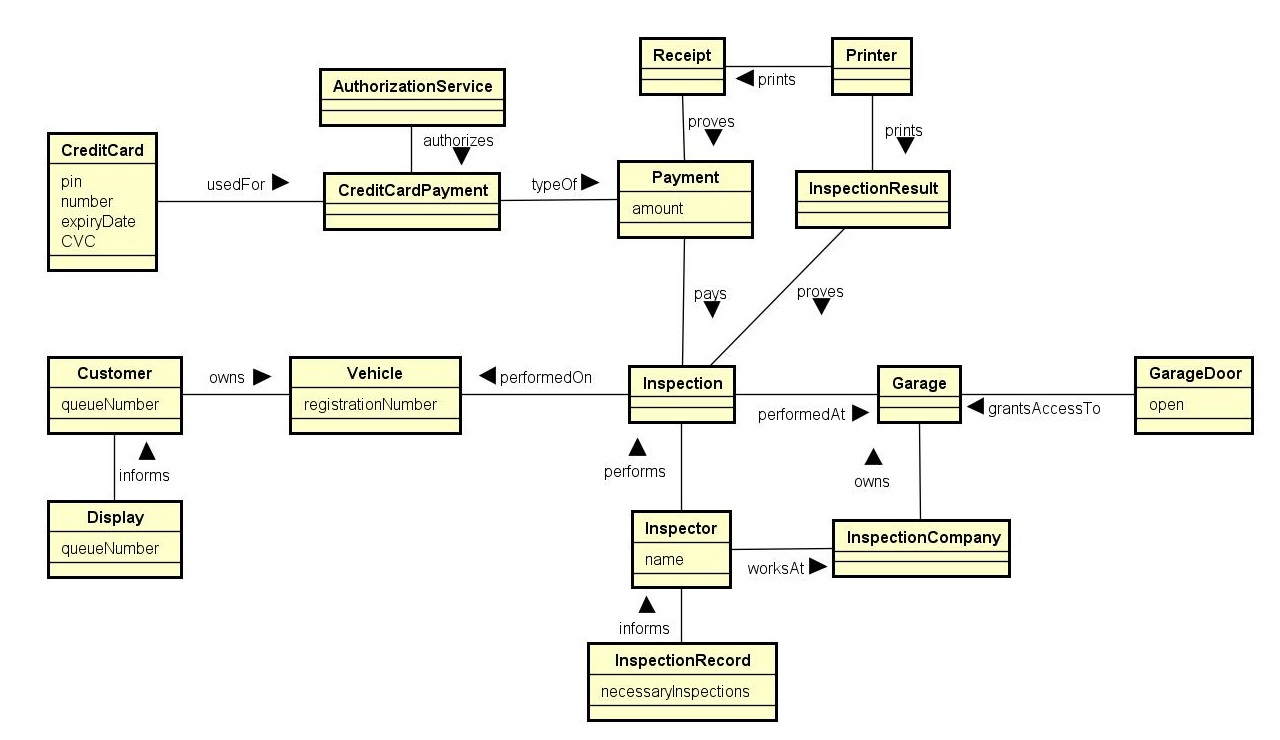 Receipt
Printer
prints
AuthorizationService
authorizes
proves
prints
CreditCard
pin
number
expiryDate
CVC
usedFor
CreditCardPayment
typeOf
Payment
amount
InspectionResult
pays
proves
Customer
queueNumber
owns
Vehicle
registrationNumber
performedOn
Inspection
performedAt
Garage
grantsAccessTo
GarageDoor
open
informs
performs
owns
Display
queueNumber
Inspector
name
worksAt
InspectionCompany
informs
InspectionRecord
necessaryInspections